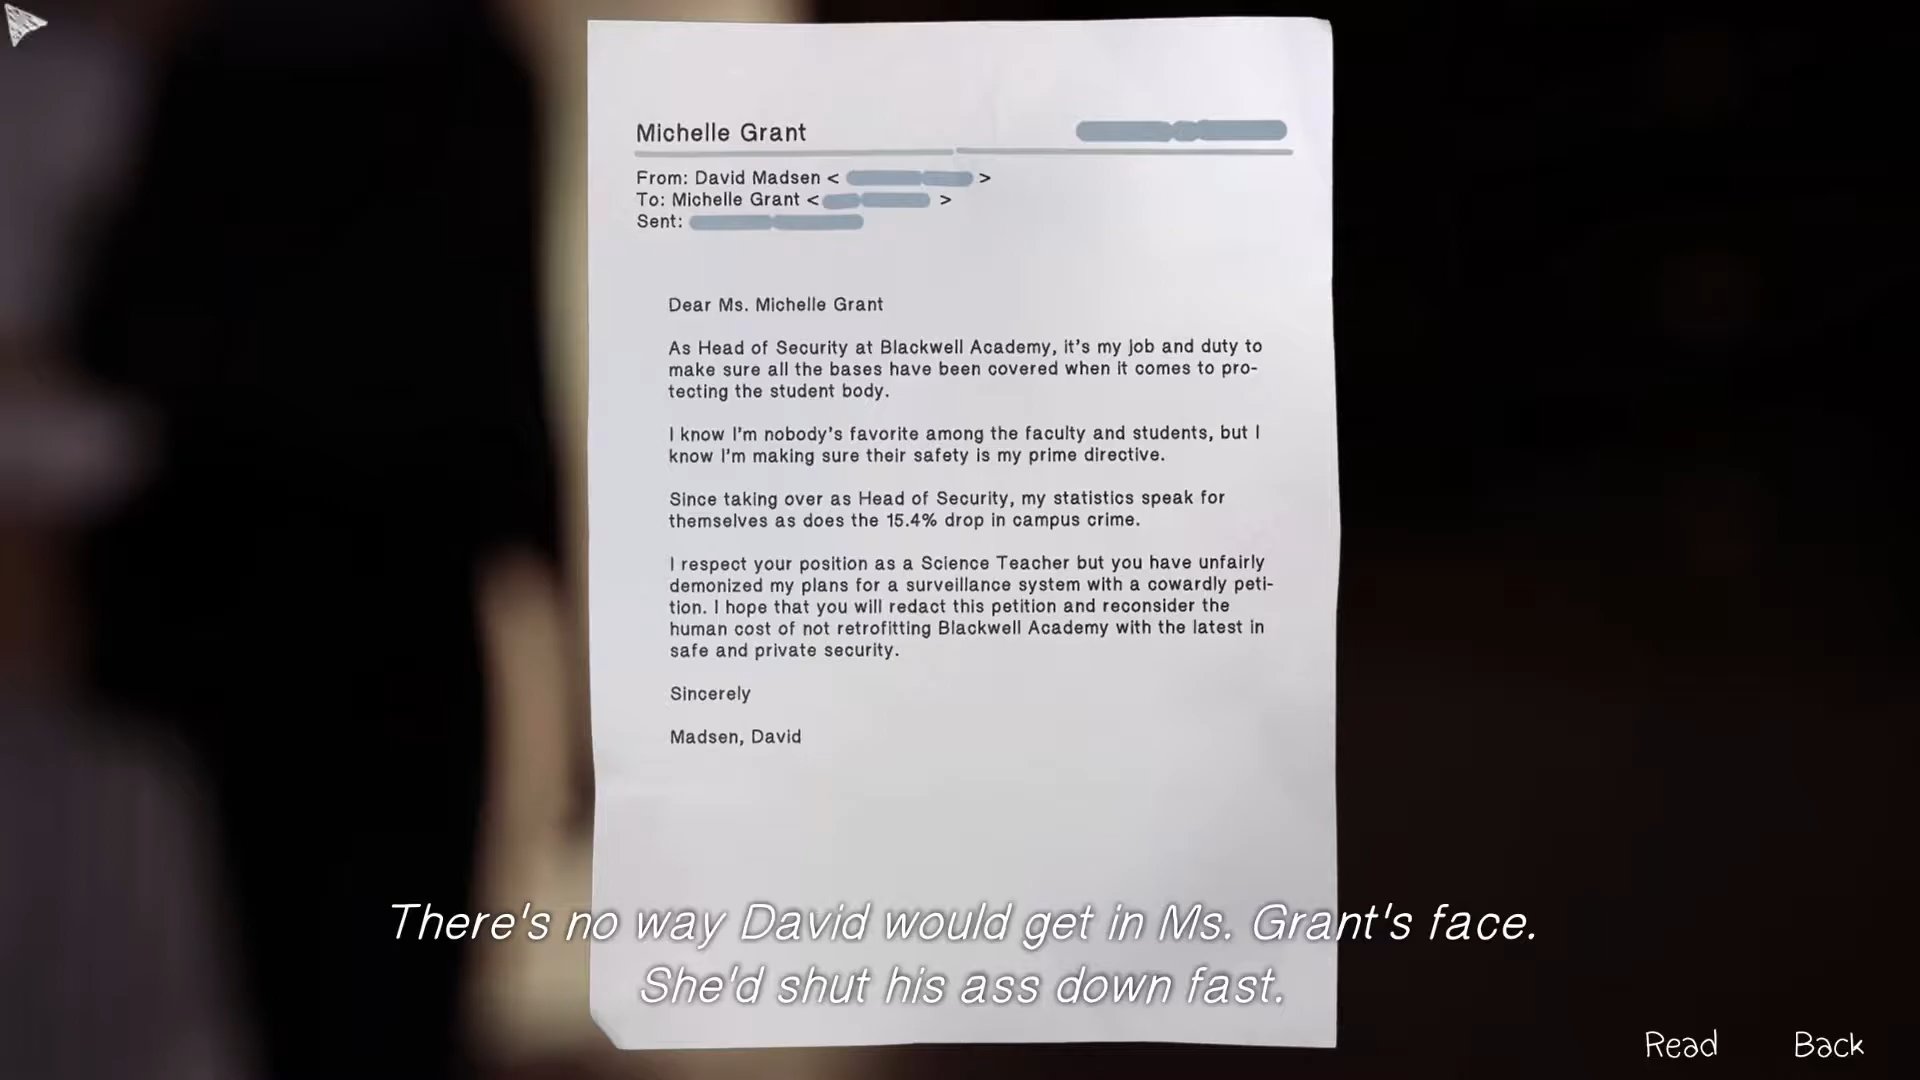 Michelle Grant
From: David Madsen < >
To: Michelle Grant < >
Sent:
Dear Ms. Michelle Grant
As Head of Security at Blackwell Academy, it's my job and duty to
make sure all the bases have been covered when it comes to pro-
tecting the student body.
I know I'm nobody's favorite among the faculty and students, but I
know I'm making sure their safety is my prime directive.
Since taking over as Head of Security, my statistics speak for
themselves as does the 15.4% drop in campus crime.
I respect your position as a Science Teacher but you have unfairly
demonized my plans for a surveillance system with a cowardly peti-
tion. I hope that you will redact this petition and reconsider the
human cost of not retrofitting Blackwell Academy with the latest in
safe and private security.
Sincerely
Madsen, David
There's no way David would get in Ms. Grant's face.
She'd shut his ass down fast.
Read Back